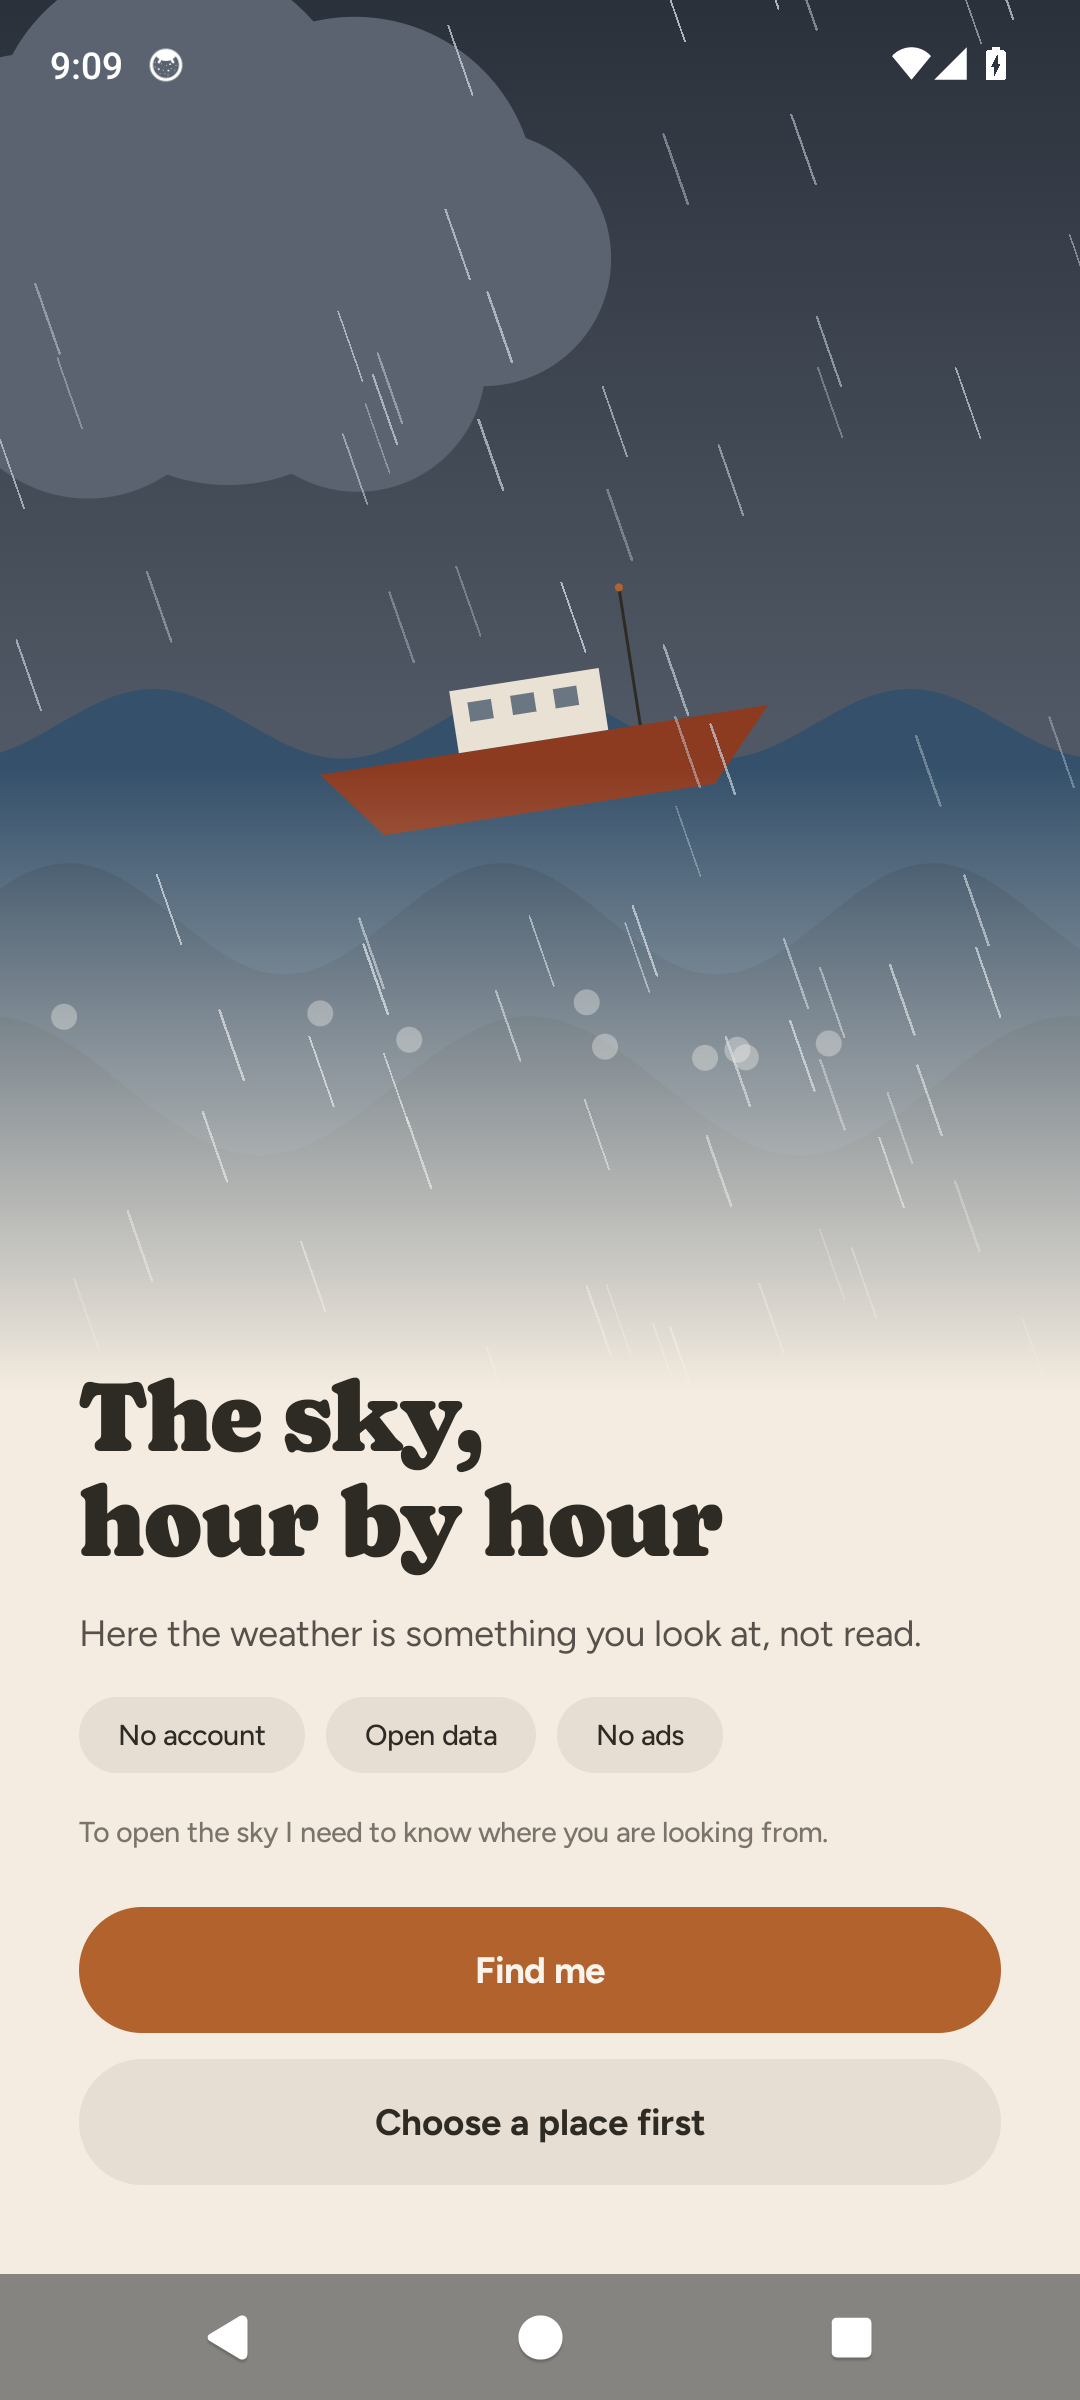 9:09
The sky,
hour by hour
Here the weather is something you look at, not read.
No account
Open data
No ads
To open the sky I need to know where you are looking from.
Find me
Choose a place first